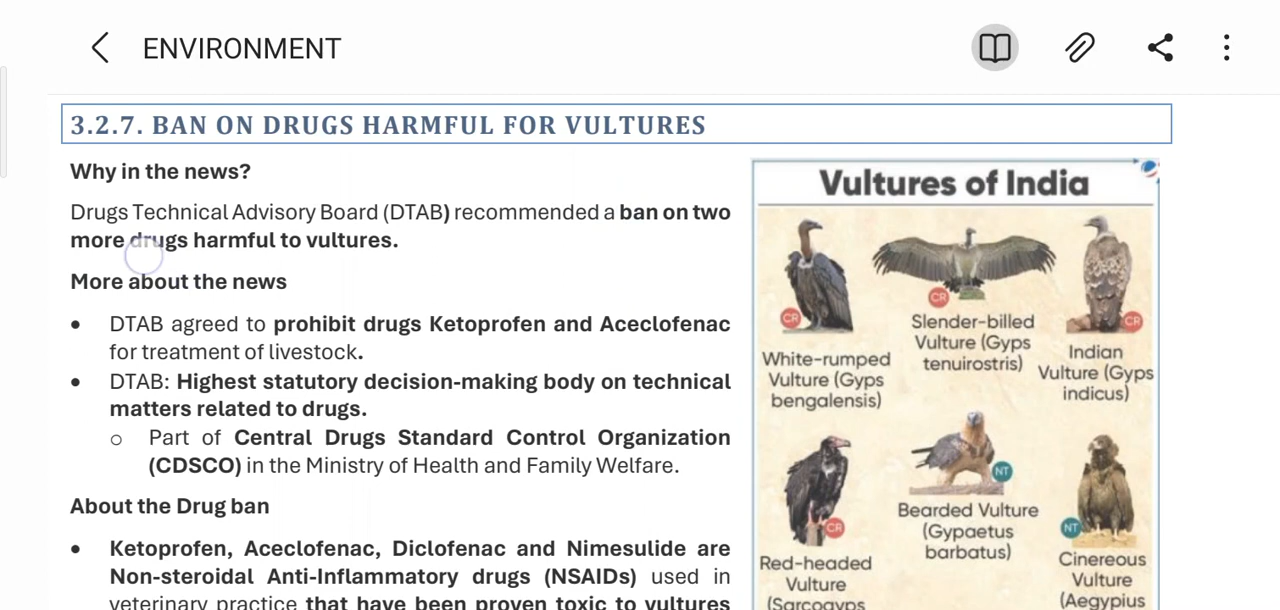 ENVIRONMENT
3.2.7. BAN ON DRUGS HARMFUL FOR VULTURES
Why in the news?
Drugs Technical Advisory Board (DTAB) recommended a ban on two
more drugs harmful to vultures.
More about the news
• DTAB agreed to prohibit drugs Ketoprofen and Aceclofenac
for treatment of livestock.
• DTAB: Highest statutory decision-making body on technical
matters related to drugs.
○ Part of Central Drugs Standard Control Organization
(CDSCO) in the Ministry of Health and Family Welfare.
About the Drug ban
• Ketoprofen, Aceclofenac, Diclofenac and Nimesulide are
Non-steroidal Anti-Inflammatory drugs (NSAIDs) used in
veterinary practice that have been proven toxic to vultures
Vultures of India
CR
White-rumped
Vulture (Gyps
bengalensis)
CR
Slender-billed
Vulture (Gyps
tenuirostris)
CR
Indian
Vulture (Gyps
indicus)
CR
Red-headed
Vulture
(Sarcogyps
NT
Bearded Vulture
(Gypaetus
barbatus)
NT
Cinereous
Vulture
(Aegypius